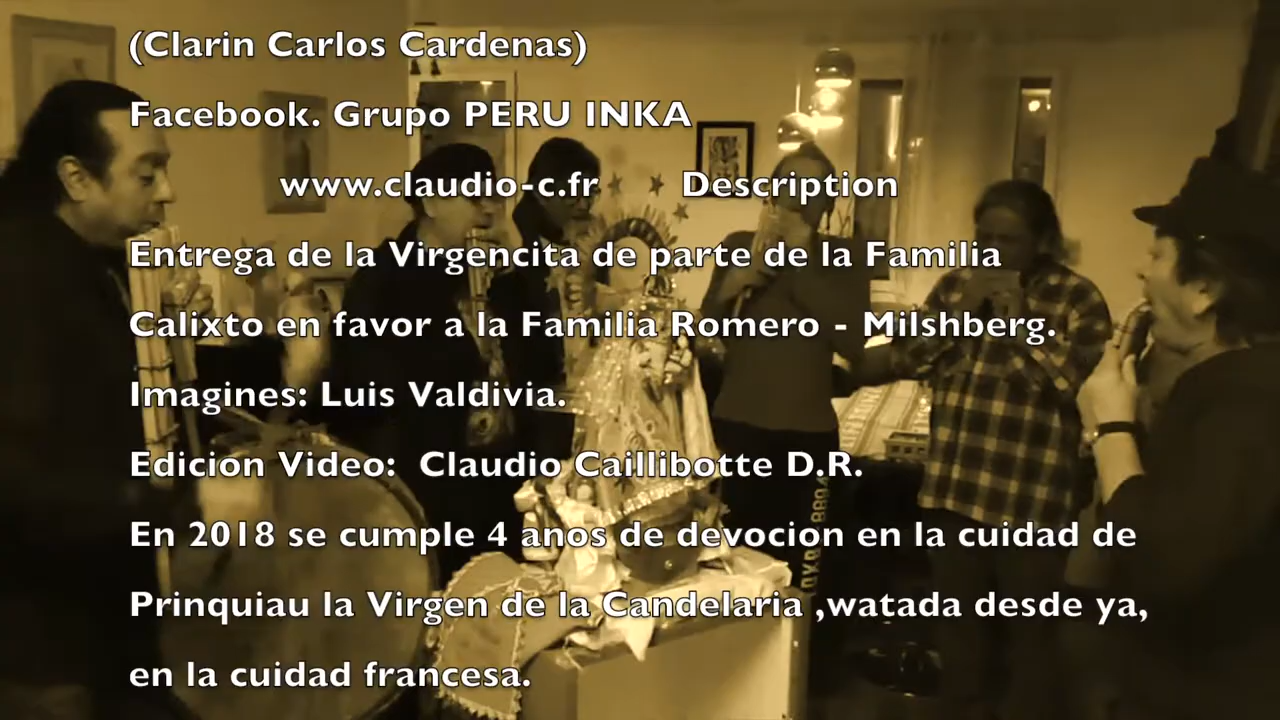 (Clarin Carlos Cardenas)
Facebook. Grupo PERU INKA
www.claudio-c.fr Description
Entrega de la Virgencita de parte de la Familia
Calixto en favor a la Familia Romero - Milshberg.
Imagines: Luis Valdivia.
Edicion Video: Claudio Caillibotte D.R.
En 2018 se cumple 4 anos de devocion en la cuidad de
Prinquiau la Virgen de la Candelaria ,watada desde ya,
en la cuidad francesa.